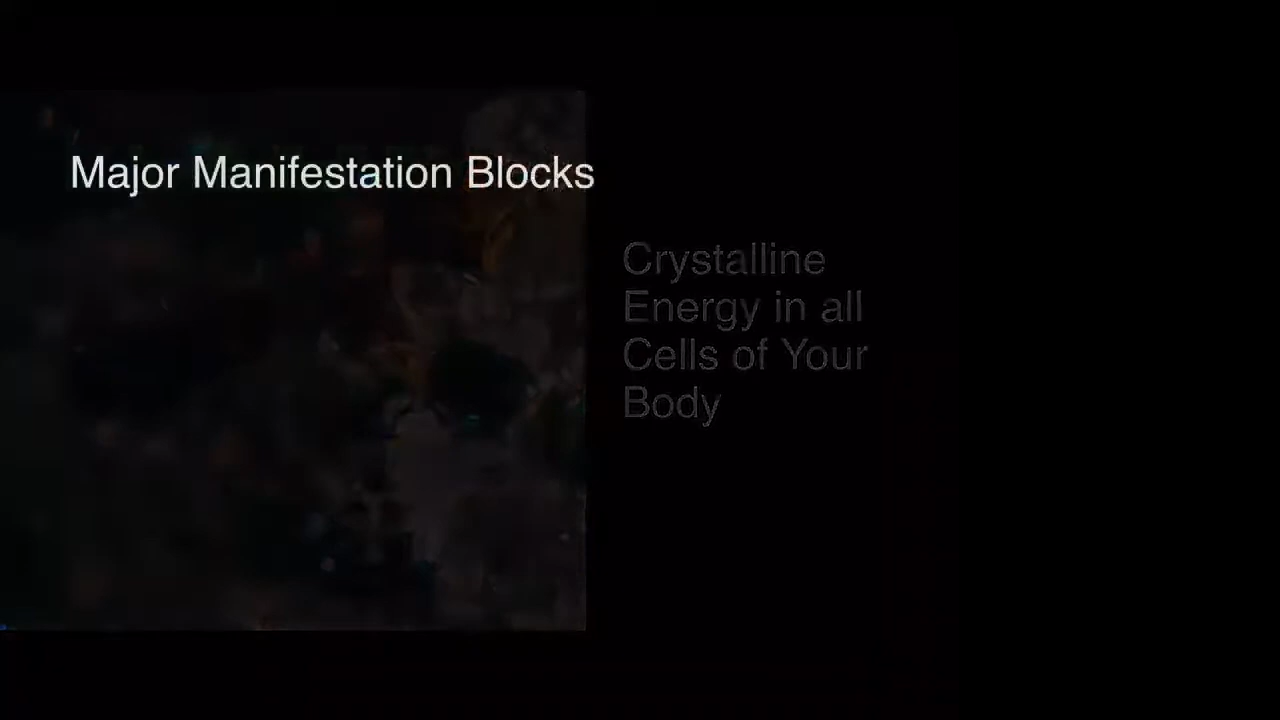 Major Manifestation Blocks
Crystalline
Energy in all
Cells of Your
Body